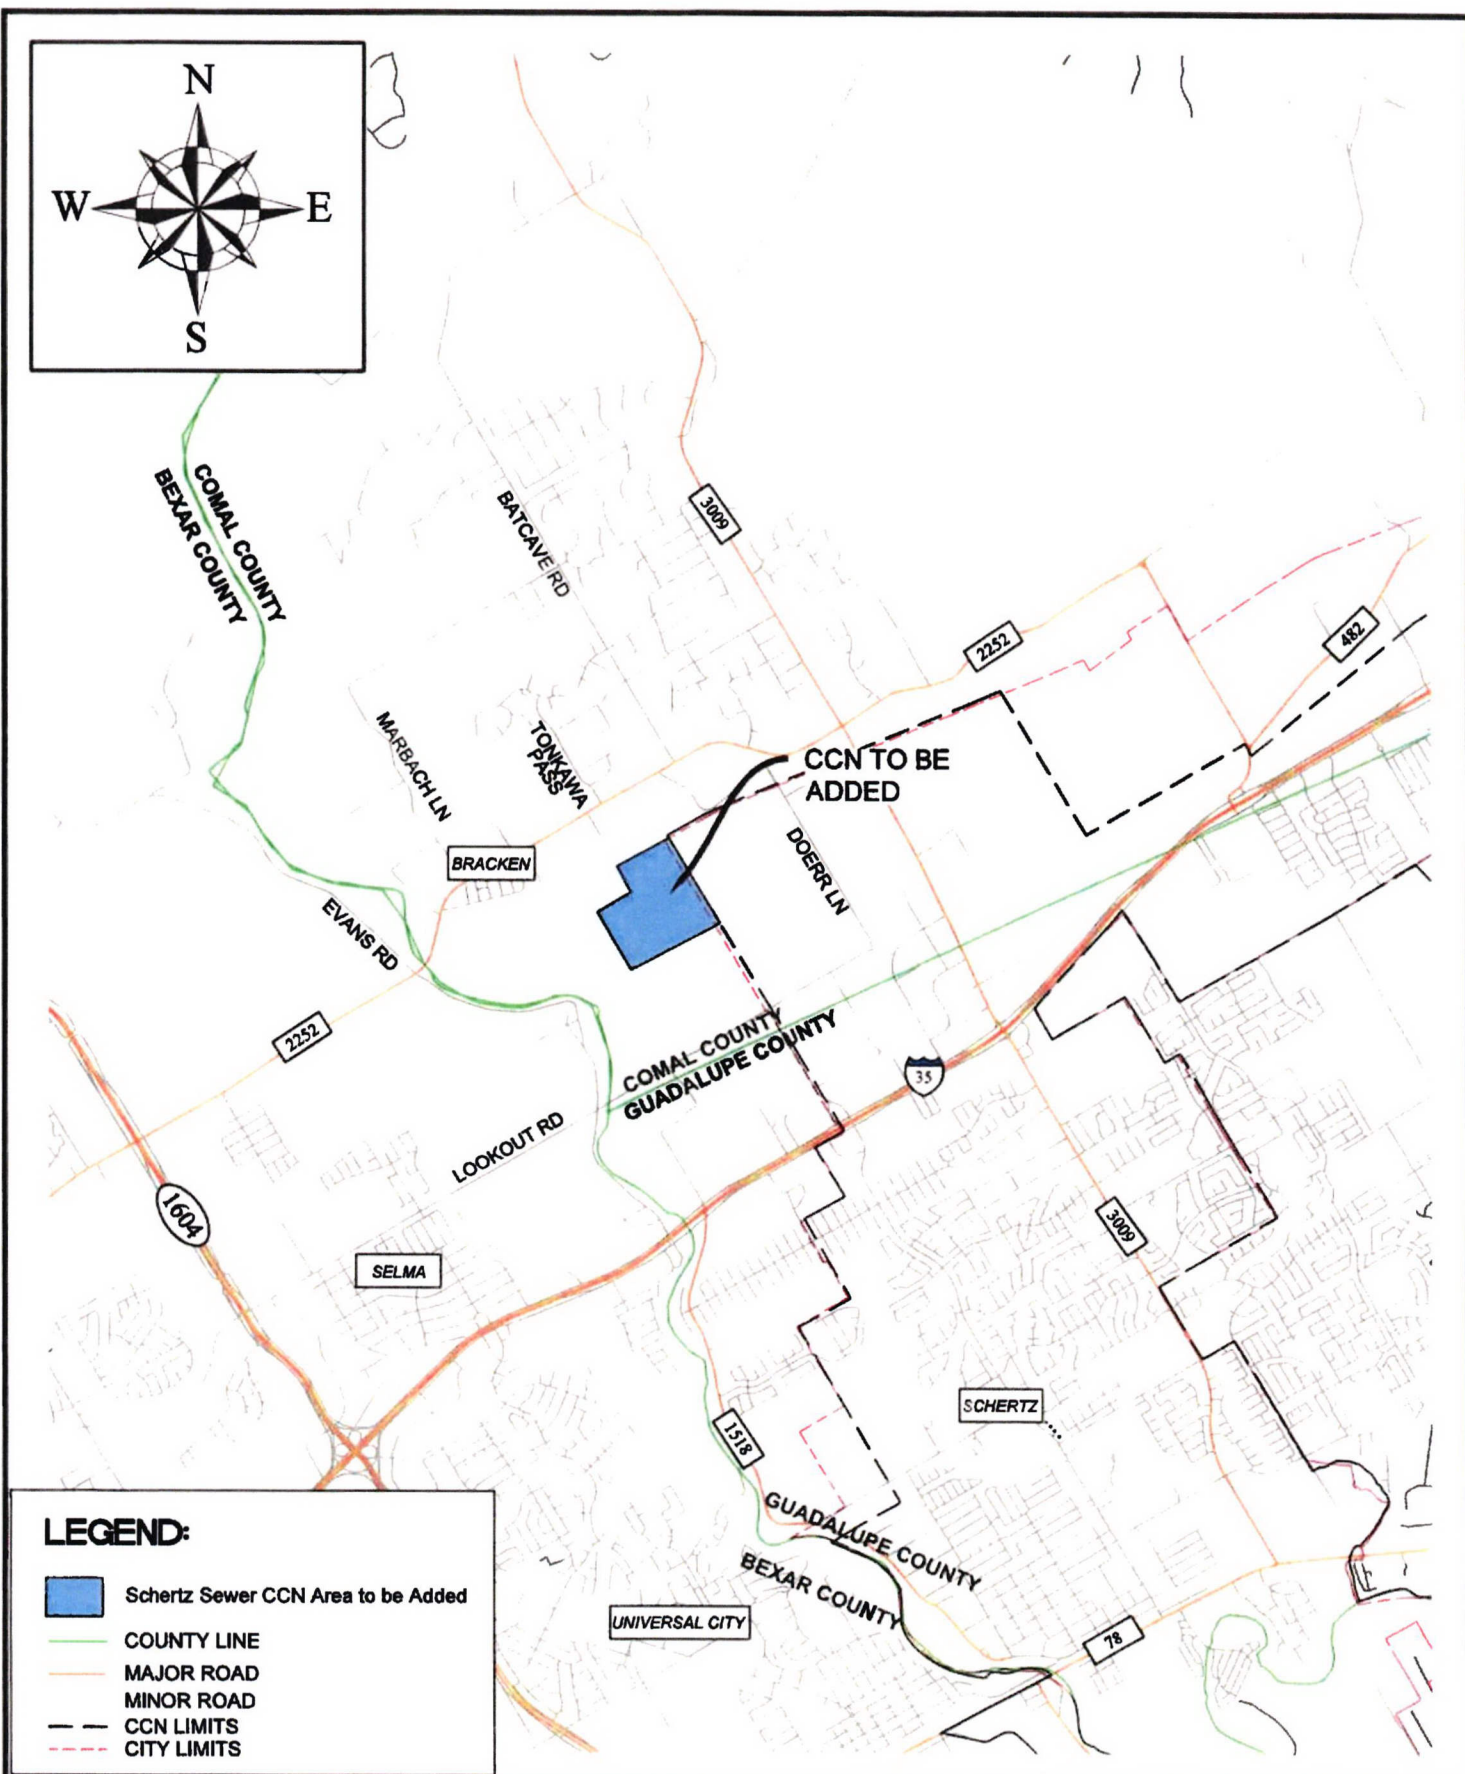 N
W
E
S
COMAL COUNTY
BEXAR COUNTY
BATCAVE RD
3009
2252
482
MARBACH LN
TONKAWA
PASS
CCN TO BE
ADDED
BRACKEN
DOERR LN
EVANS RD
2252
COMAL COUNTY
GUADALUPE COUNTY
35
LOOKOUT RD
1604
3009
SELMA
SCHERTZ
1518
GUADALUPE COUNTY
BEXAR COUNTY
UNIVERSAL CITY
78
LEGEND:
Schertz Sewer CCN Area to be Added
COUNTY LINE
MAJOR ROAD
MINOR ROAD
CCN LIMITS
CITY LIMITS